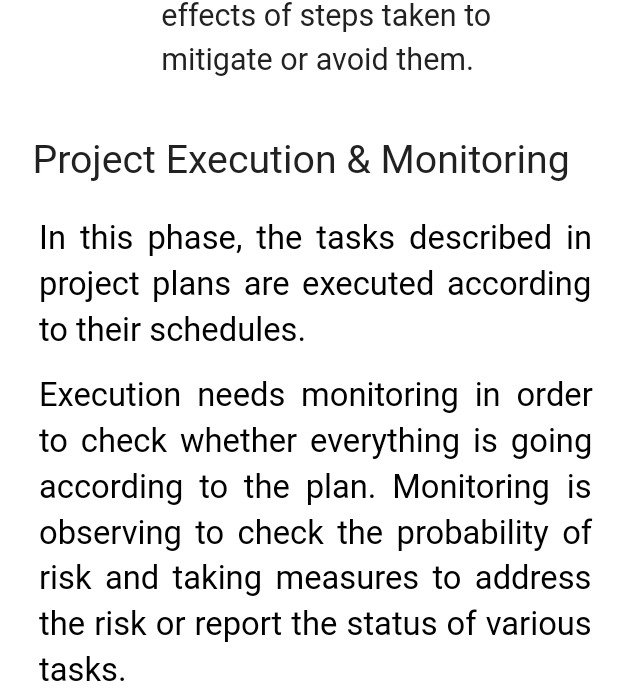 effects of steps taken to
mitigate or avoid them.
Project Execution & Monitoring
In this phase, the tasks described in
project plans are executed according
to their schedules.
Execution needs monitoring in order
to check whether everything is going
according to the plan. Monitoring is
observing to check the probability of
risk and taking measures to address
the risk or report the status of various
tasks.